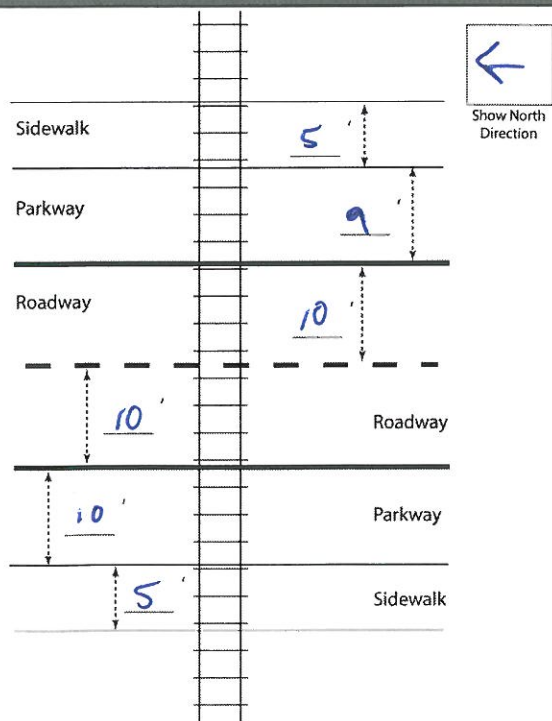 Show North
Direction
Sidewalk
5 '
Parkway
9 '
Roadway
10 '
10 '
Roadway
10 '
Parkway
5 '
Sidewalk